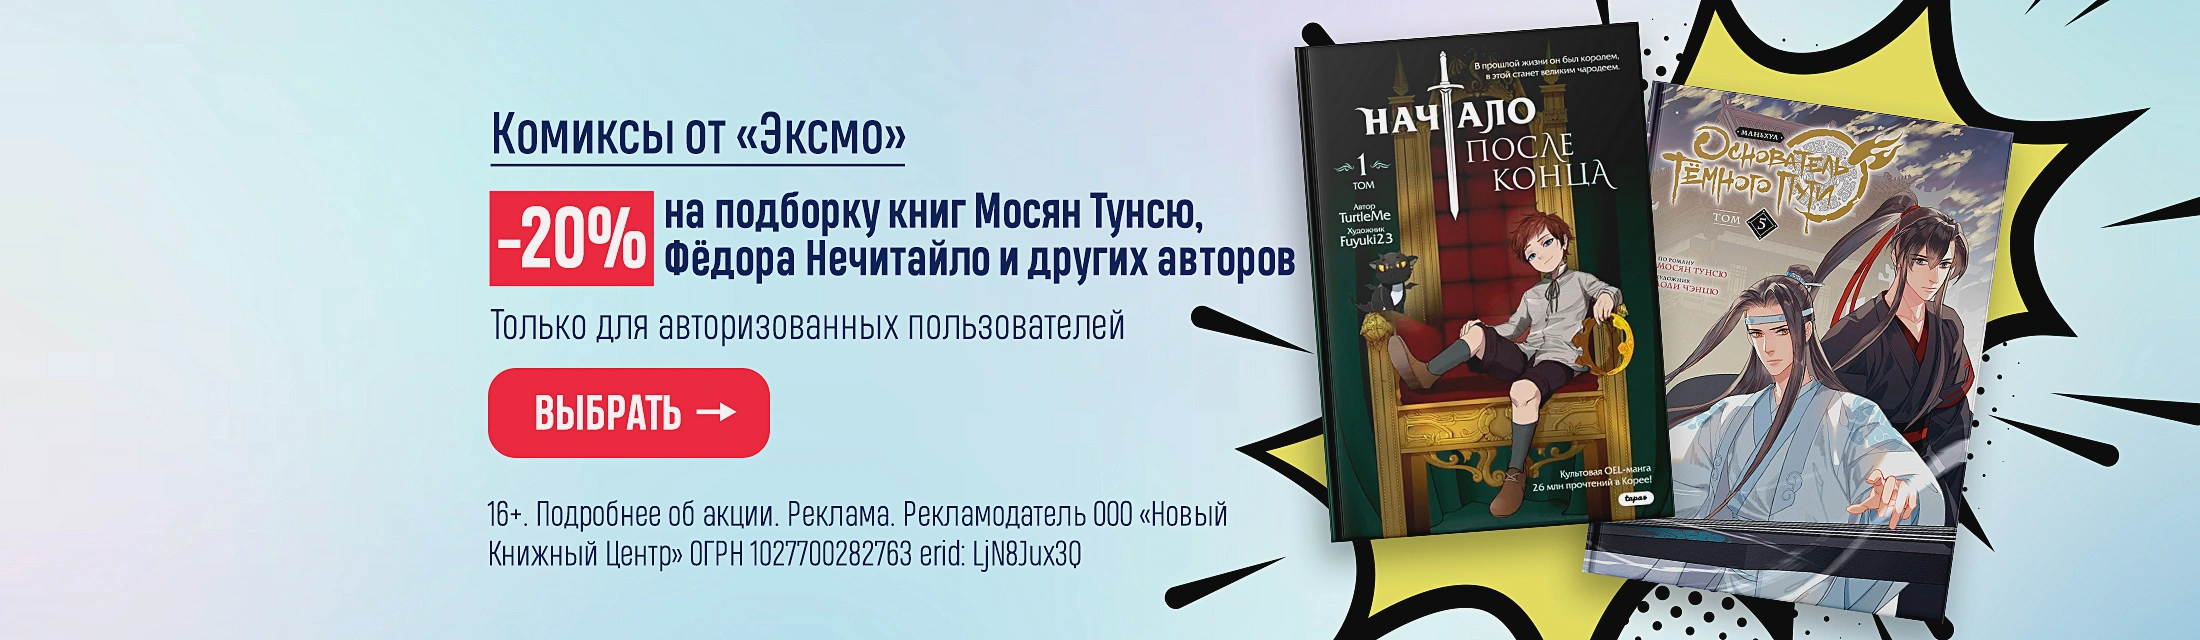 Комиксы от «Эксмо»
-20%
на подборку книг Мосян Тунсю,
Фёдора Нечитайло и других авторов
Только для авторизованных пользователей
ВЫБРАТЬ →
16+. Подробнее об акции. Реклама. Рекламодатель ООО «Новый
Книжный Центр» ОГРН 1027700282763 erid: LjN8Jux3Q
В прошлой жизни он был королем,
в этой станет великим чародеем.
НАЧАЛО
ПОСЛЕ
КОНЦА
1
ТОМ
Автор
TurtleMe
Художник
Fuyuki23
Культовая OEL-манга
26 млн прочтений в Корее!
tapas
МАНЬХУА
ОСНОВАТЕЛЬ
ТЁМНОГО ПУТИ
ТОМ 5
ПО РОМАНУ
МОСЯН ТУНСЮ